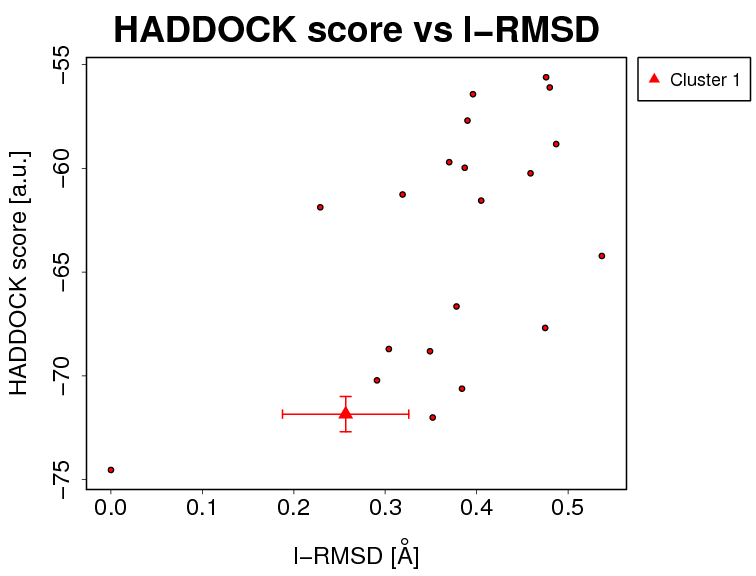 HADDOCK score vs l−RMSD
Cluster 1
HADDOCK score [a.u.]
−55
−60
−65
−70
−75
0.0 0.1 0.2 0.3 0.4 0.5
l−RMSD [Å]